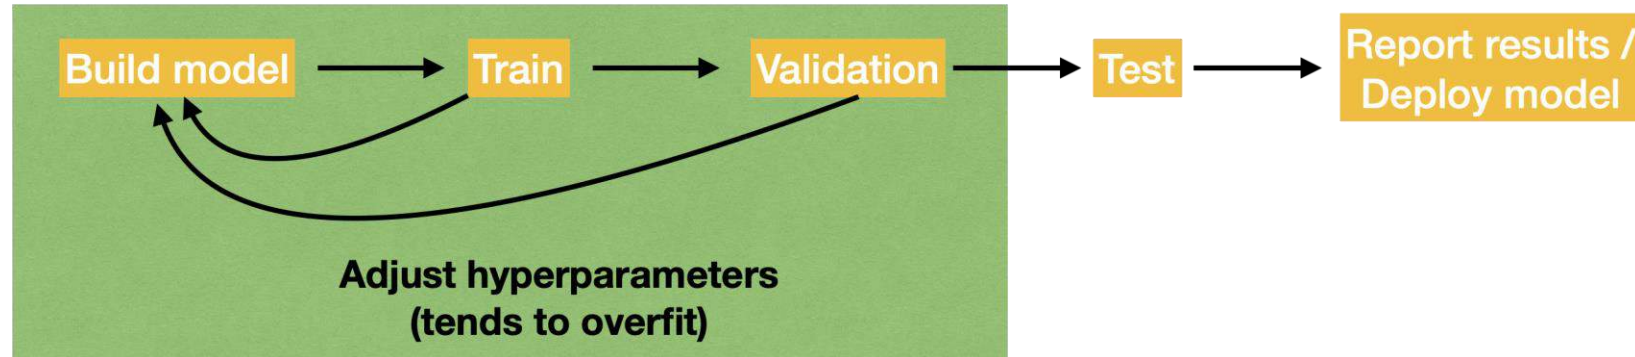 Build model
Train
Validation
Test
Report results /
Deploy model
Adjust hyperparameters
(tends to overfit)